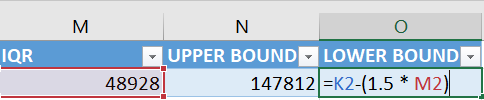 M N O
IQR UPPER BOUND LOWER BOUND
48928 147812 =K2-(1.5 * M2)